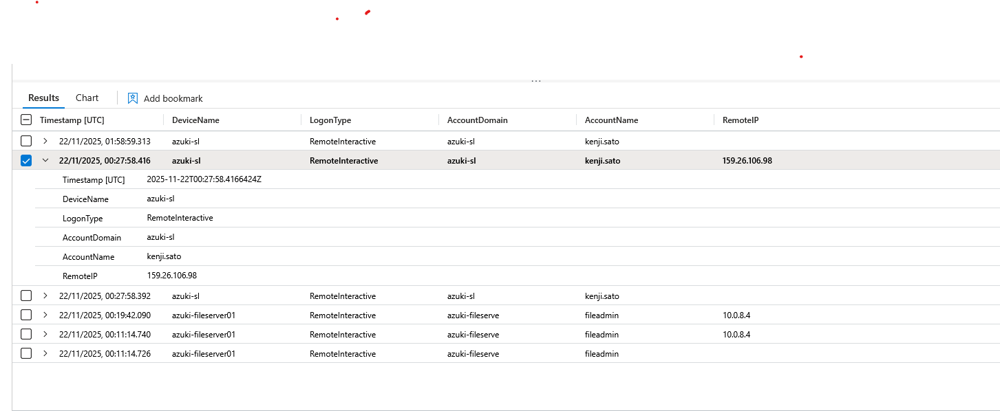 ...
Results Chart Add bookmark
Timestamp [UTC] DeviceName LogonType AccountDomain AccountName RemoteIP
22/11/2025, 01:58:59.313 azuki-sl RemoteInteractive azuki-sl kenji.sato
22/11/2025, 00:27:58.416 azuki-sl RemoteInteractive azuki-sl kenji.sato 159.26.106.98
Timestamp [UTC] 2025-11-22T00:27:58.4166424Z
DeviceName azuki-sl
LogonType RemoteInteractive
AccountDomain azuki-sl
AccountName kenji.sato
RemoteIP 159.26.106.98
22/11/2025, 00:27:58.392 azuki-sl RemoteInteractive azuki-sl kenji.sato
22/11/2025, 00:19:42.090 azuki-fileserver01 RemoteInteractive azuki-fileserve fileadmin 10.0.8.4
22/11/2025, 00:11:14.740 azuki-fileserver01 RemoteInteractive azuki-fileserve fileadmin 10.0.8.4
22/11/2025, 00:11:14.726 azuki-fileserver01 RemoteInteractive azuki-fileserve fileadmin